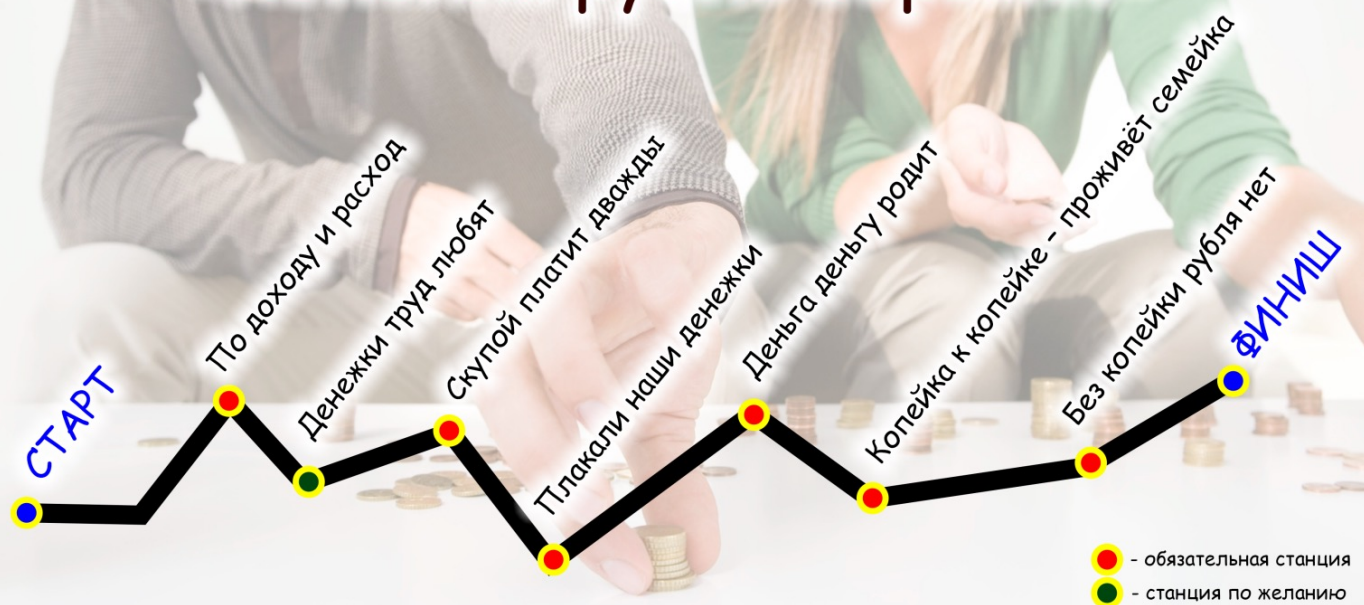 СТАРТ
По доходу и расход
Денежки труд любят
Скупой платит дважды
Плакали наши денежки
Деньга деньгу родит
Копейка к копейке - проживёт семейка
Без копейки рубля нет
ФИНИШ
- обязательная станция
- станция по желанию